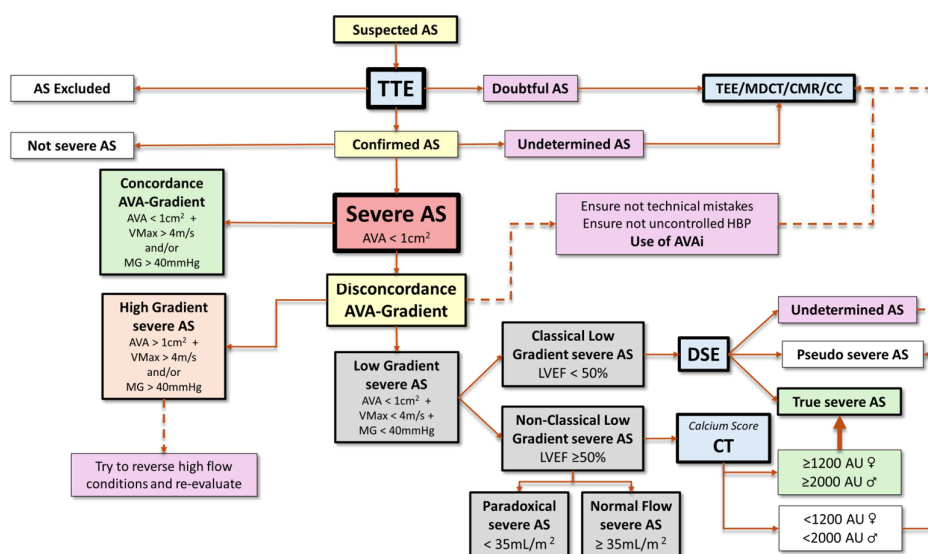 Suspected AS
AS Excluded
TTE
Doubtful AS
TEE/MDCT/CMR/CC
Not severe AS
Confirmed AS
Undetermined AS
Concordance
AVA-Gradient
AVA < 1cm²  +
VMax > 4m/s
and/or
MG > 40mmHg
Severe AS
AVA < 1cm²
Ensure not technical mistakes
Ensure not uncontrolled HBP
Use of AVAi
Disconcordance
AVA-Gradient
High Gradient
severe AS
AVA > 1cm² +
VMax > 4m/s
and/or
MG > 40mmHg
Try to reverse high flow
conditions and re-evaluate
Low Gradient
severe AS
AVA < 1cm²  +
VMax < 4m/s +
MG < 40mmHg
Classical Low
Gradient severe AS
LVEF < 50%
DSE
Undetermined AS
Pseudo severe AS
True severe AS
Non-Classical Low
Gradient severe AS
LVEF ≥50%
Calcium Score
CT
≥1200 AU ♀
≥2000 AU ♂
<1200 AU ♀
<2000 AU ♂
Paradoxical
severe AS
< 35mL/m²
Normal Flow
severe AS
≥ 35mL/m²